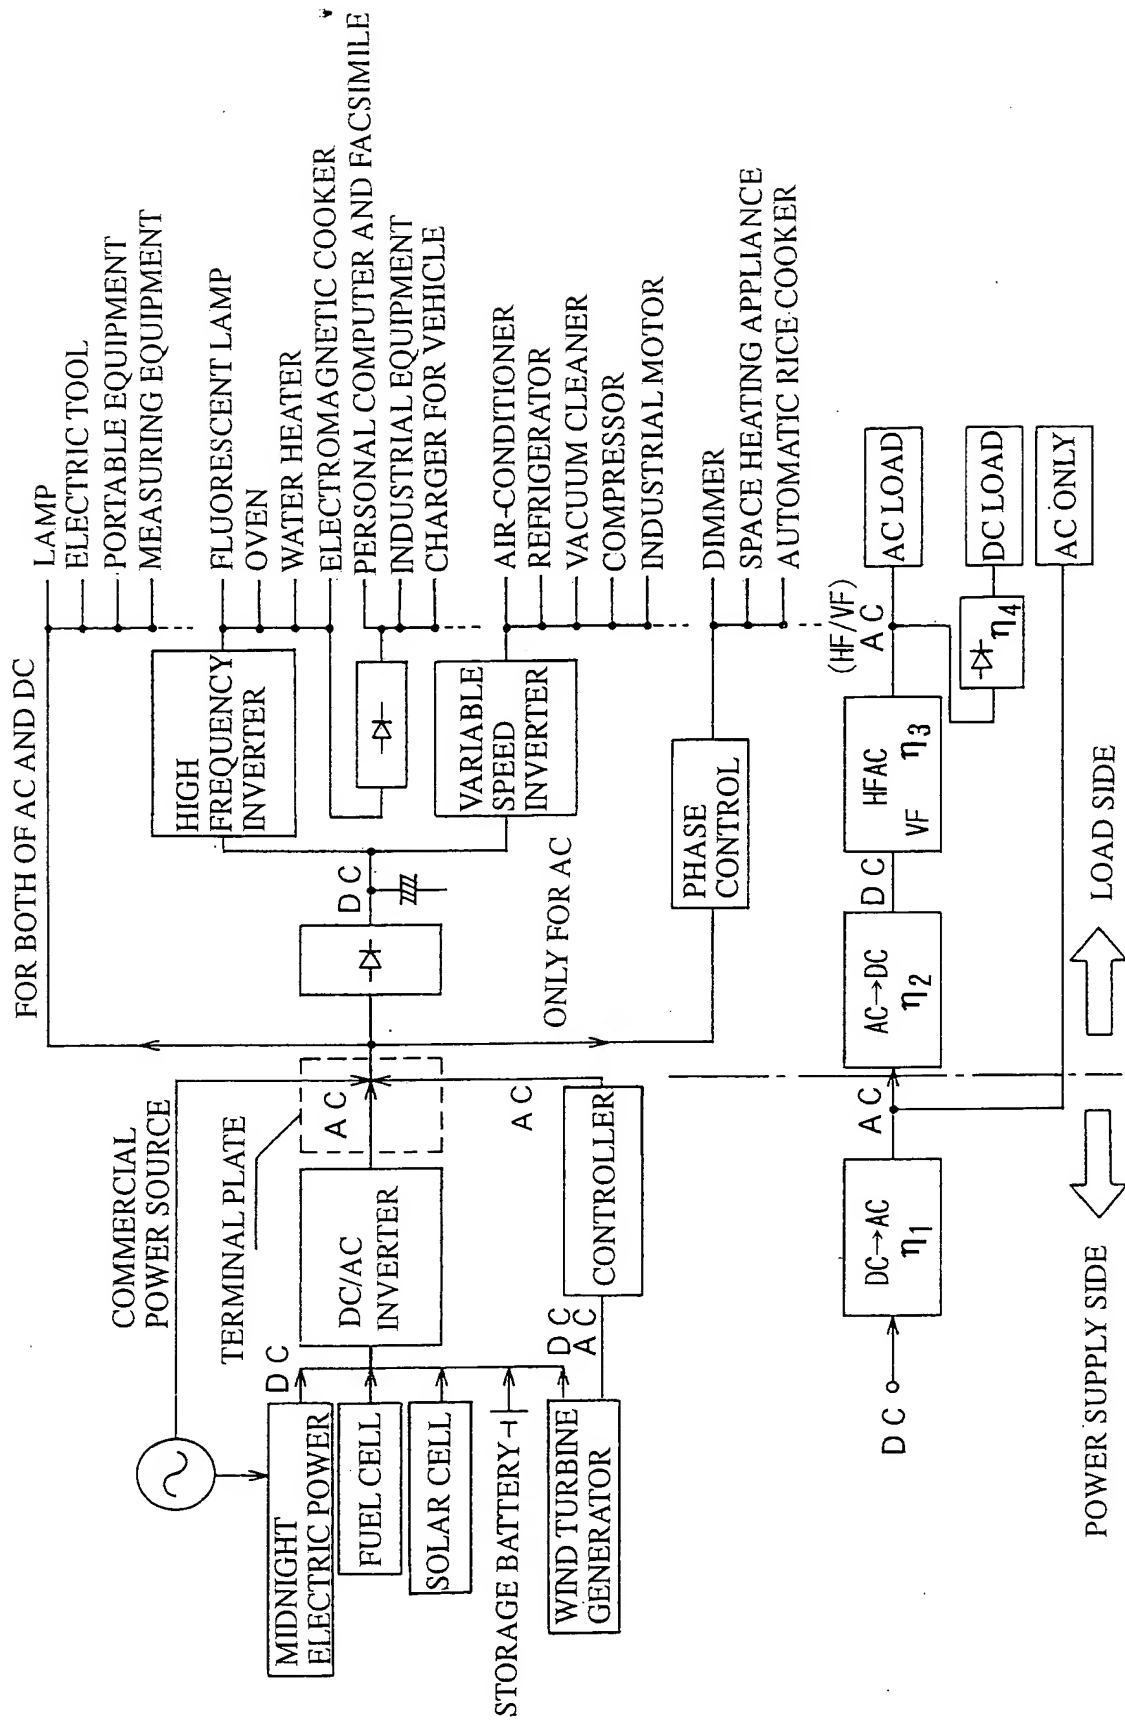 COMMERCIAL
POWER SOURCE
TERMINAL PLATE
MIDNIGHT
ELECTRIC POWER
FUEL CELL
SOLAR CELL
STORAGE BATTERY
WIND TURBINE
GENERATOR
DC
DC
AC
DC/AC
INVERTER
CONTROLLER
AC
AC
FOR BOTH OF AC AND DC
ONLY FOR AC
DC
HIGH
FREQUENCY
INVERTER
VARIABLE
SPEED
INVERTER
PHASE
CONTROL
LAMP
ELECTRIC TOOL
PORTABLE EQUIPMENT
MEASURING EQUIPMENT
FLUORESCENT LAMP
OVEN
WATER HEATER
ELECTROMAGNETIC COOKER
PERSONAL COMPUTER AND FACSIMILE
INDUSTRIAL EQUIPMENT
CHARGER FOR VEHICLE
AIR-CONDITIONER
REFRIGERATOR
VACUUM CLEANER
COMPRESSOR
INDUSTRIAL MOTOR
DIMMER
SPACE HEATING APPLIANCE
AUTOMATIC RICE COOKER
DC
DC→AC
η1
AC
AC→DC
η2
DC
HFAC
VF η3
(HF/VF)
AC
η4
AC LOAD
DC LOAD
AC ONLY
POWER SUPPLY SIDE
LOAD SIDE